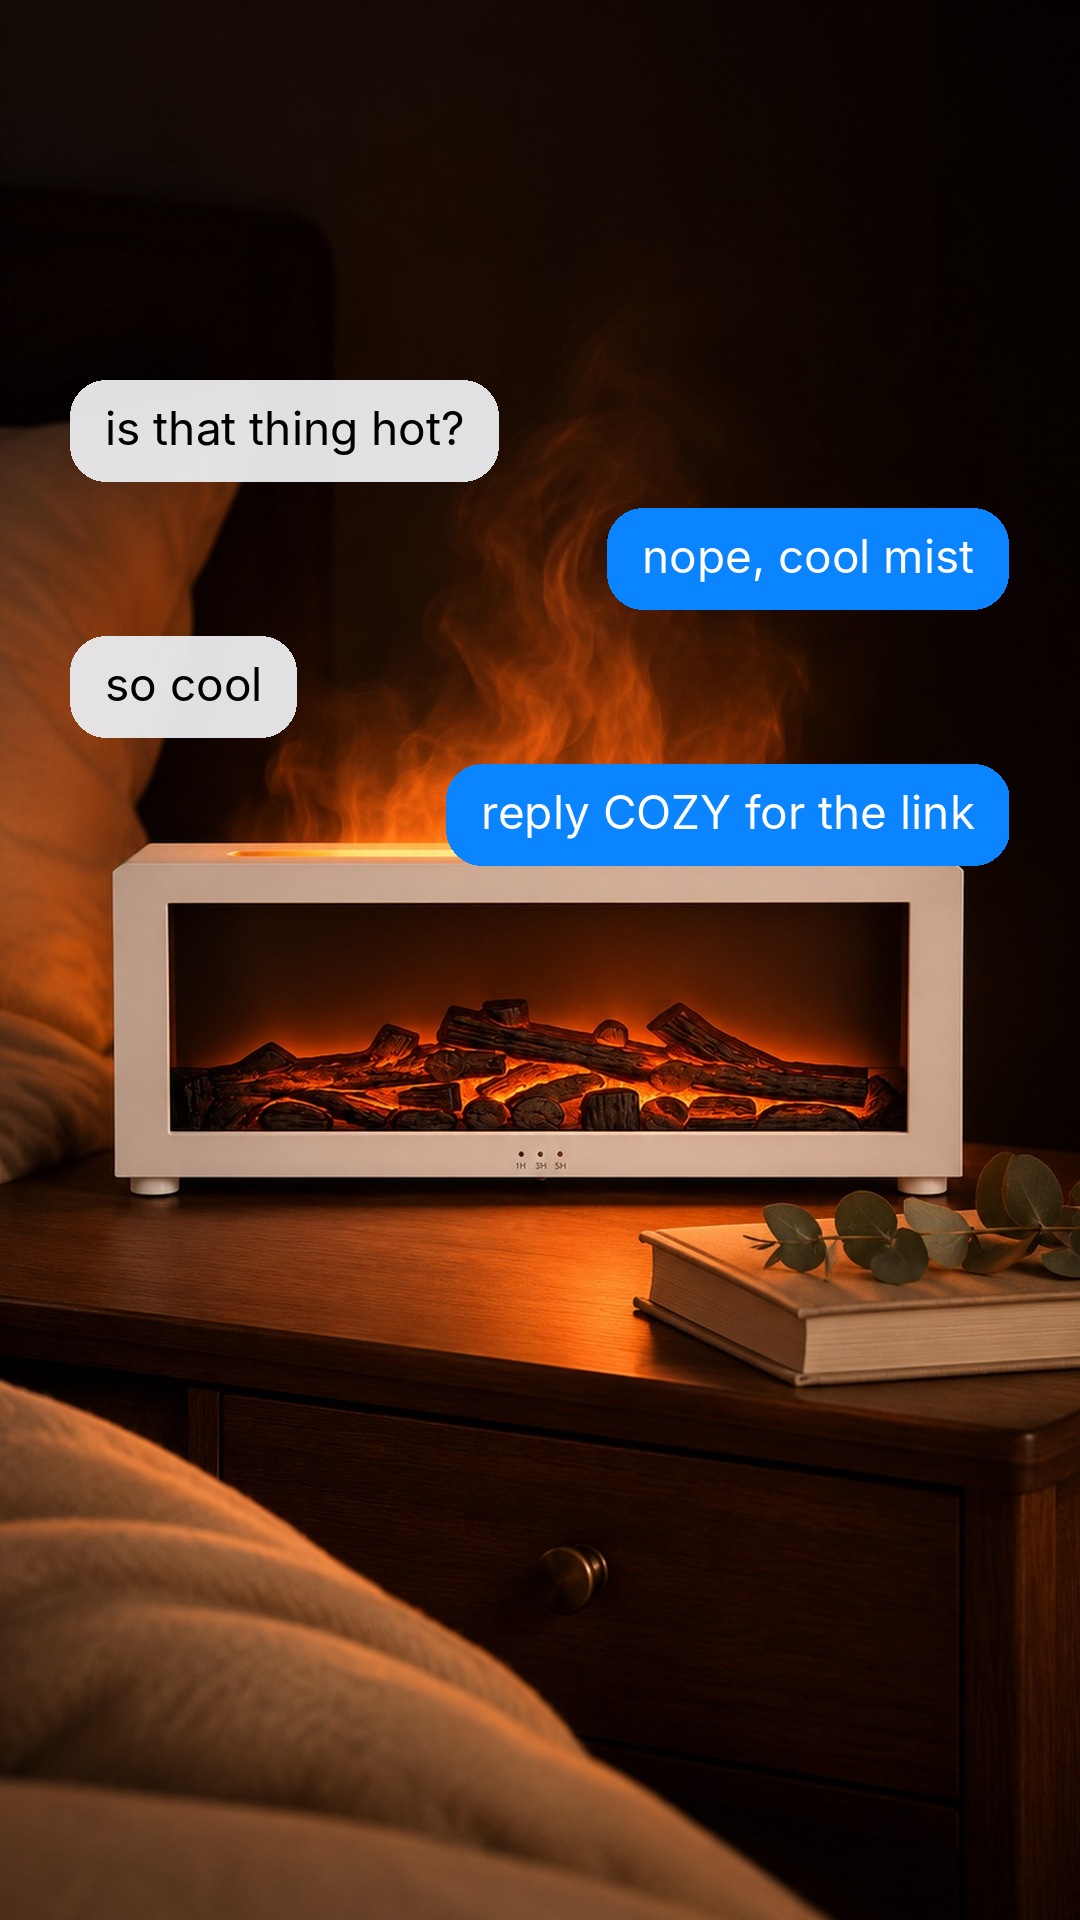 is that thing hot?
nope, cool mist
so cool
reply COZY for the link
1H 3H 5H